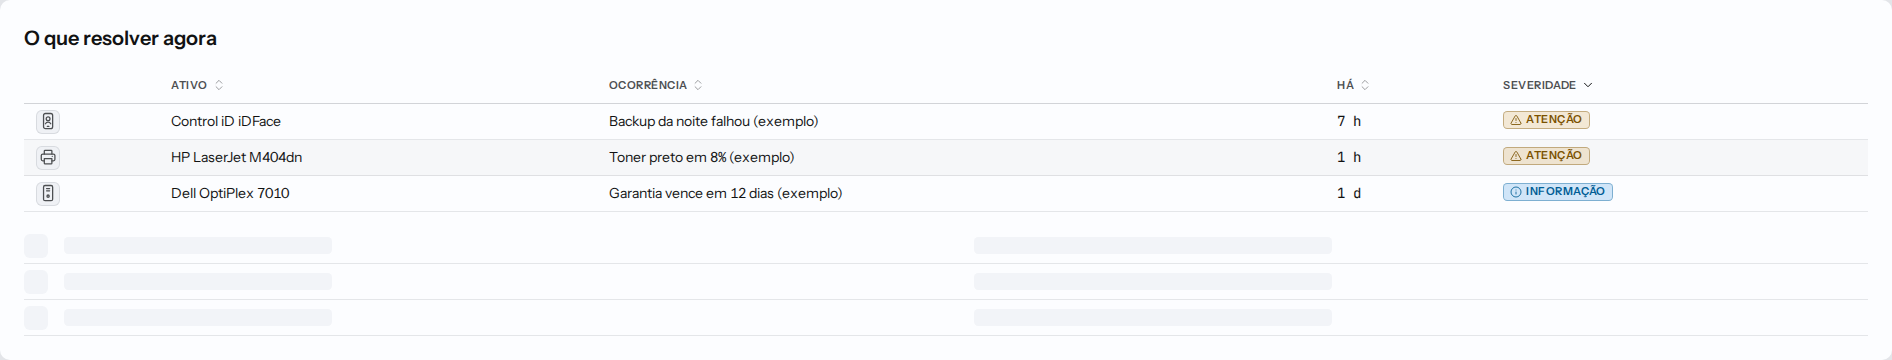 O que resolver agora
ATIVO OCORRÊNCIA HÁ SEVERIDADE
Control iD iDFace Backup da noite falhou (exemplo) 7 h ATENÇÃO
HP LaserJet M404dn Toner preto em 8% (exemplo) 1 h ATENÇÃO
Dell OptiPlex 7010 Garantia vence em 12 dias (exemplo) 1 d INFORMAÇÃO